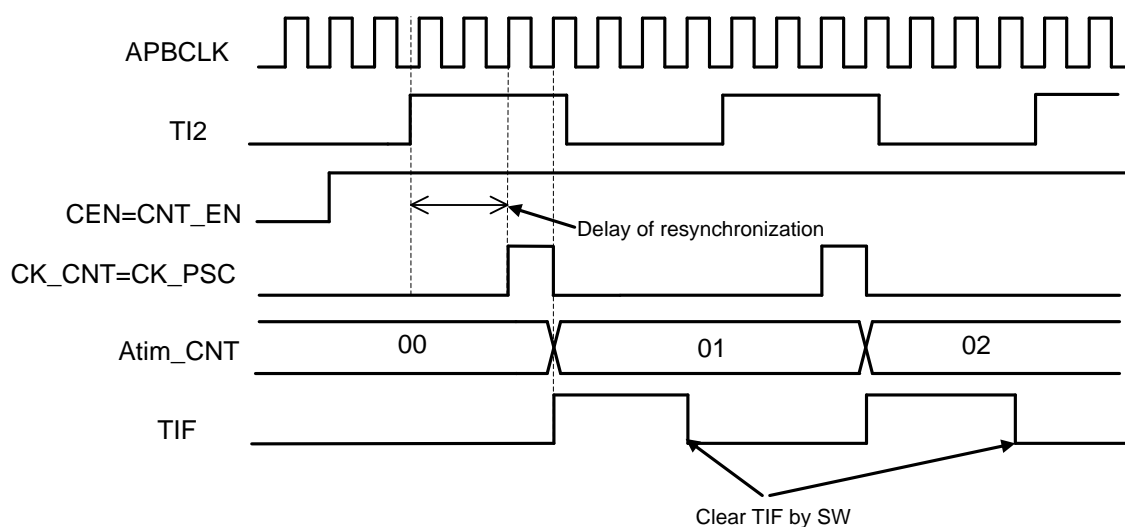 APBCLK
TI2
CEN=CNT_EN
Delay of resynchronization
CK_CNT=CK_PSC
Atim_CNT
00
01
02
TIF
Clear TIF by SW